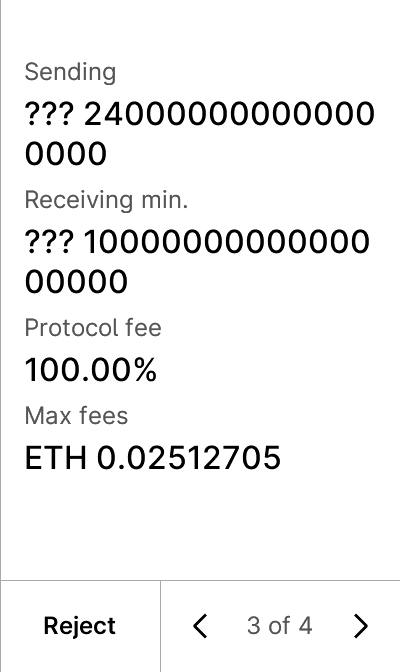 Sending
??? 24000000000000
0000
Receiving min.
??? 10000000000000
00000
Protocol fee
100.00%
Max fees
ETH 0.02512705
Reject
3 of 4